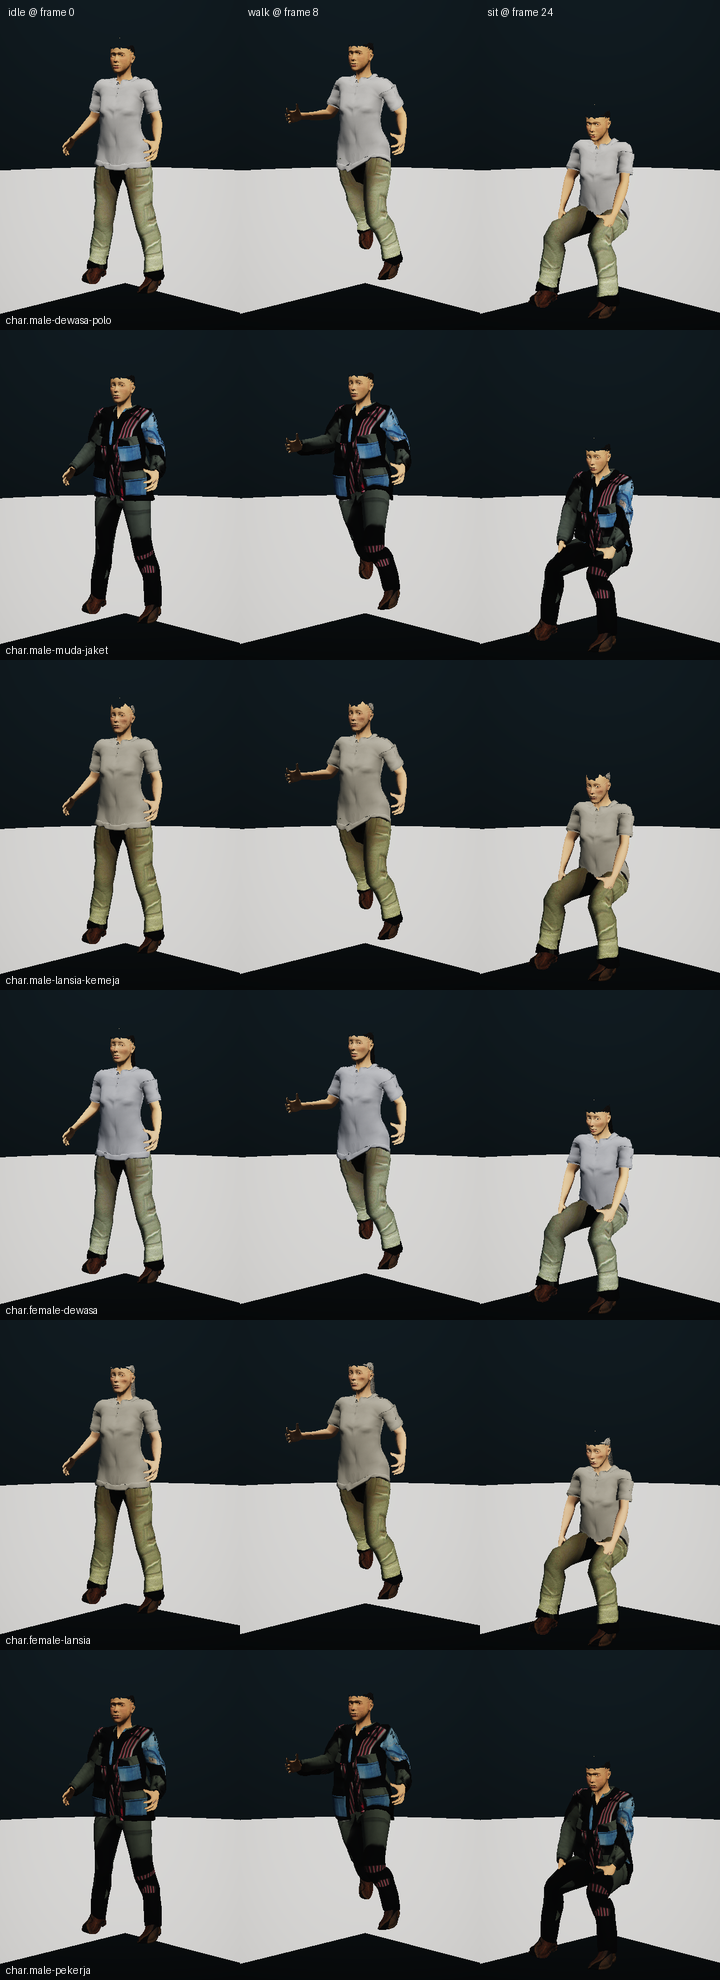 idle @ frame 0
walk @ frame 8
sit @ frame 24
char.male-dewasa-polo
char.male-muda-jaket
char.male-lansia-kemeja
char.female-dewasa
char.female-lansia
char.male-pekerja